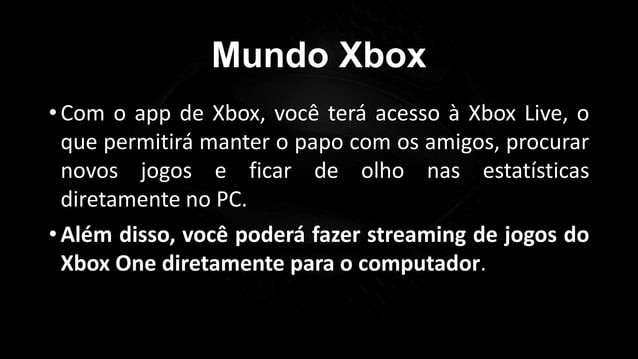 Mundo Xbox
• Com o app de Xbox, você terá acesso à Xbox Live, o
que permitirá manter o papo com os amigos, procurar
novos jogos e ficar de olho nas estatísticas
diretamente no PC.
• Além disso, você poderá fazer streaming de jogos do
Xbox One diretamente para o computador.